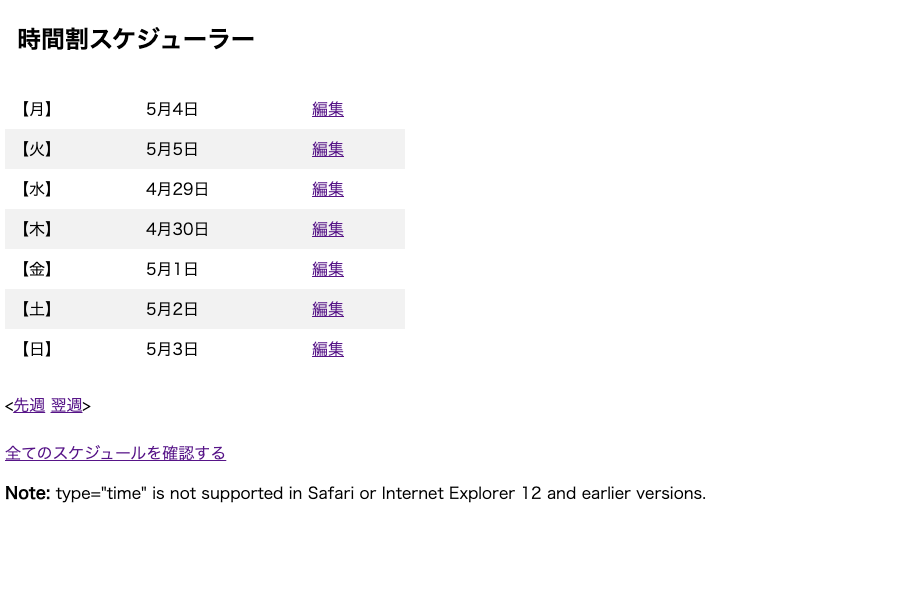 時間割スケジューラー
【月】 5月4日 編集
【火】 5月5日 編集
【水】 4月29日 編集
【木】 4月30日 編集
【金】 5月1日 編集
【土】 5月2日 編集
【日】 5月3日 編集
<先週 翌週>
全てのスケジュールを確認する
Note: type="time" is not supported in Safari or Internet Explorer 12 and earlier versions.